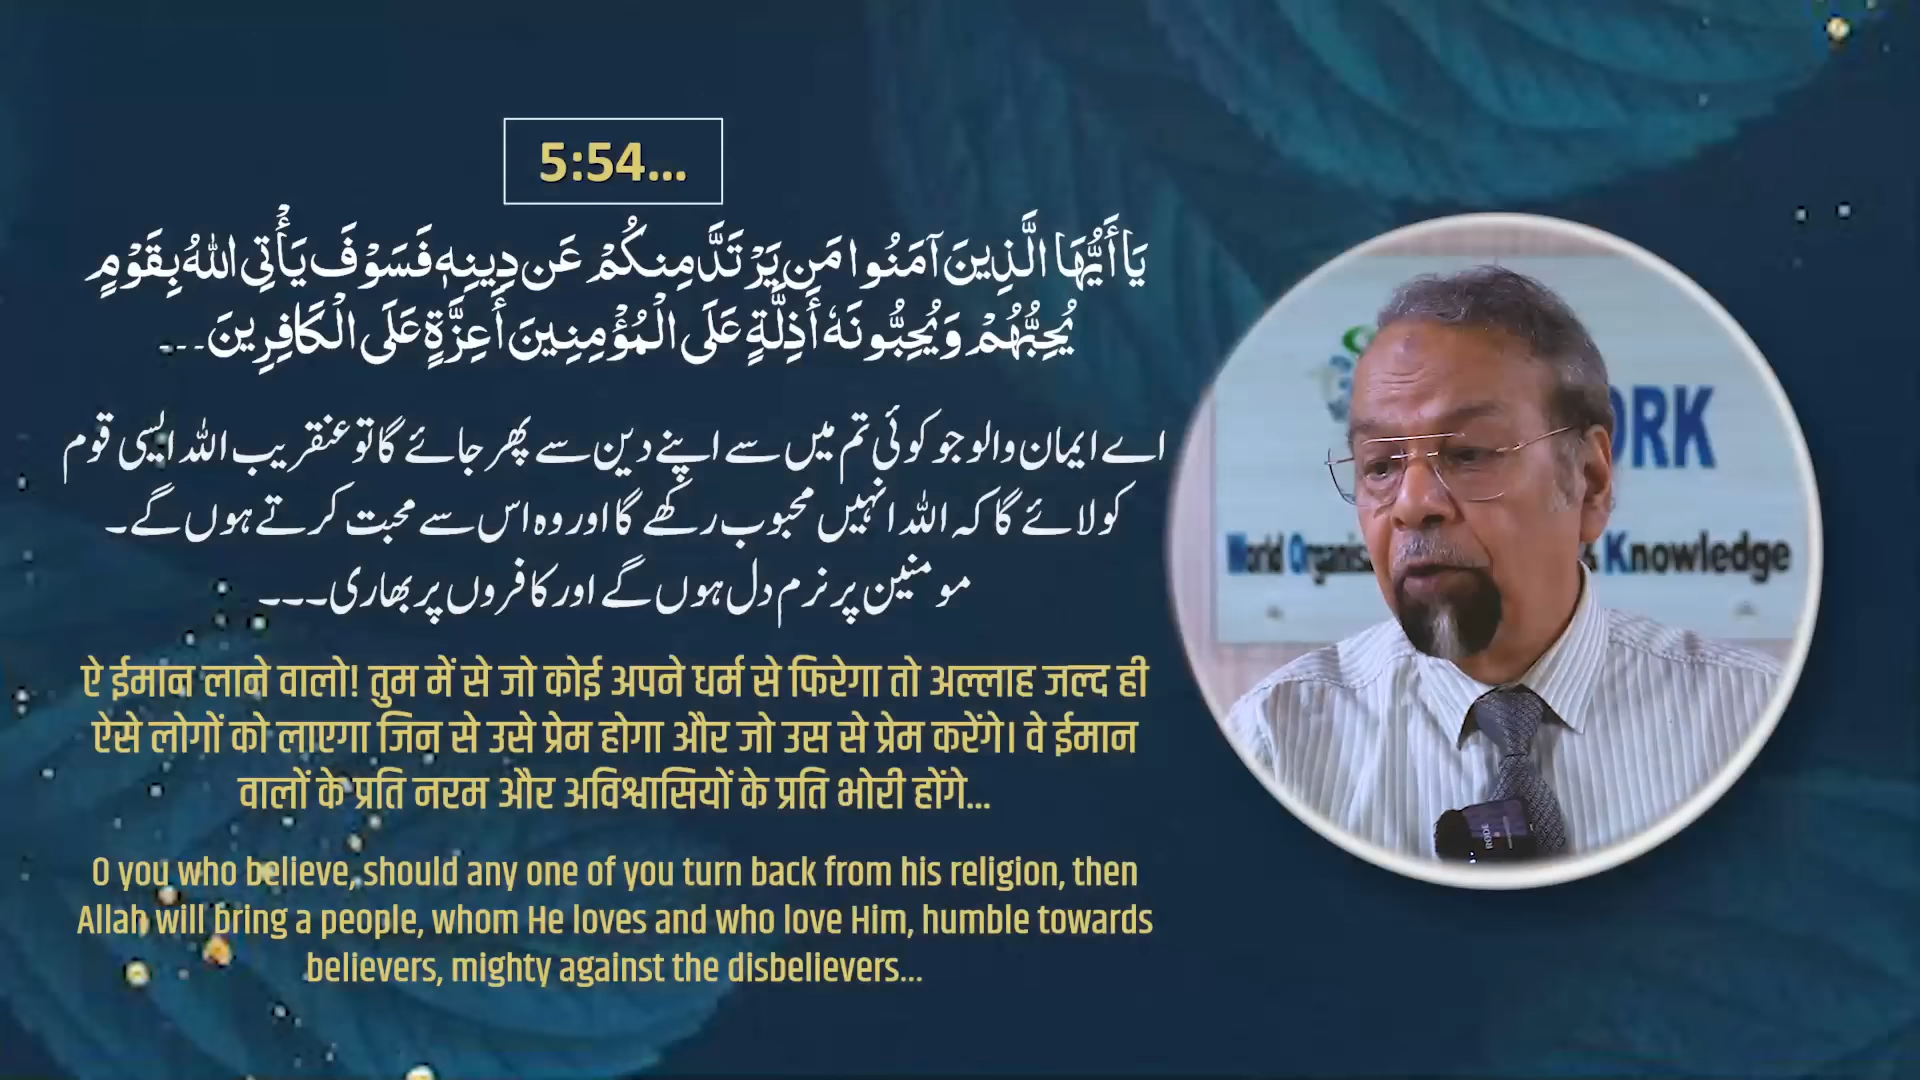 5:54...
يَا أَيُّهَا الَّذِينَ آمَنُوا مَن يَرْتَدَّ مِنكُمْ عَن دِينِهٖ فَسَوْفَ يَأْتِي اللهُ بِقَوْمٍ
يُحِبُّهُمْ وَيُحِبُّونَهٗ أَذِلَّةٍ عَلَى الْمُؤْمِنِينَ أَعِزَّةٍ عَلَى الْكَافِرِينَ...
اے ایمان والو جو کوئی تم میں سے اپنے دین سے پھر جائے گا تو عنقریب اللہ ایسی قوم
کو لائے گا کہ اللہ انہیں محبوب رکھے گا اور وہ اس سے محبت کرتے ہوں گے۔
مومنین پر نرم دل ہوں گے اور کافروں پر بھاری۔۔۔
ऐ ईमान लाने वालो! तुम में से जो कोई अपने धर्म से फिरेगा तो अल्लाह जल्द ही
ऐसे लोगों को लाएगा जिन से उसे प्रेम होगा और जो उस से प्रेम करेंगे। वे ईमान
वालों के प्रति नरम और अविश्वासियों के प्रति भोरी होंगे...
O you who believe, should any one of you turn back from his religion, then
Allah will bring a people, whom He loves and who love Him, humble towards
believers, mighty against the disbelievers...
ORK
World Knowledge
RODE